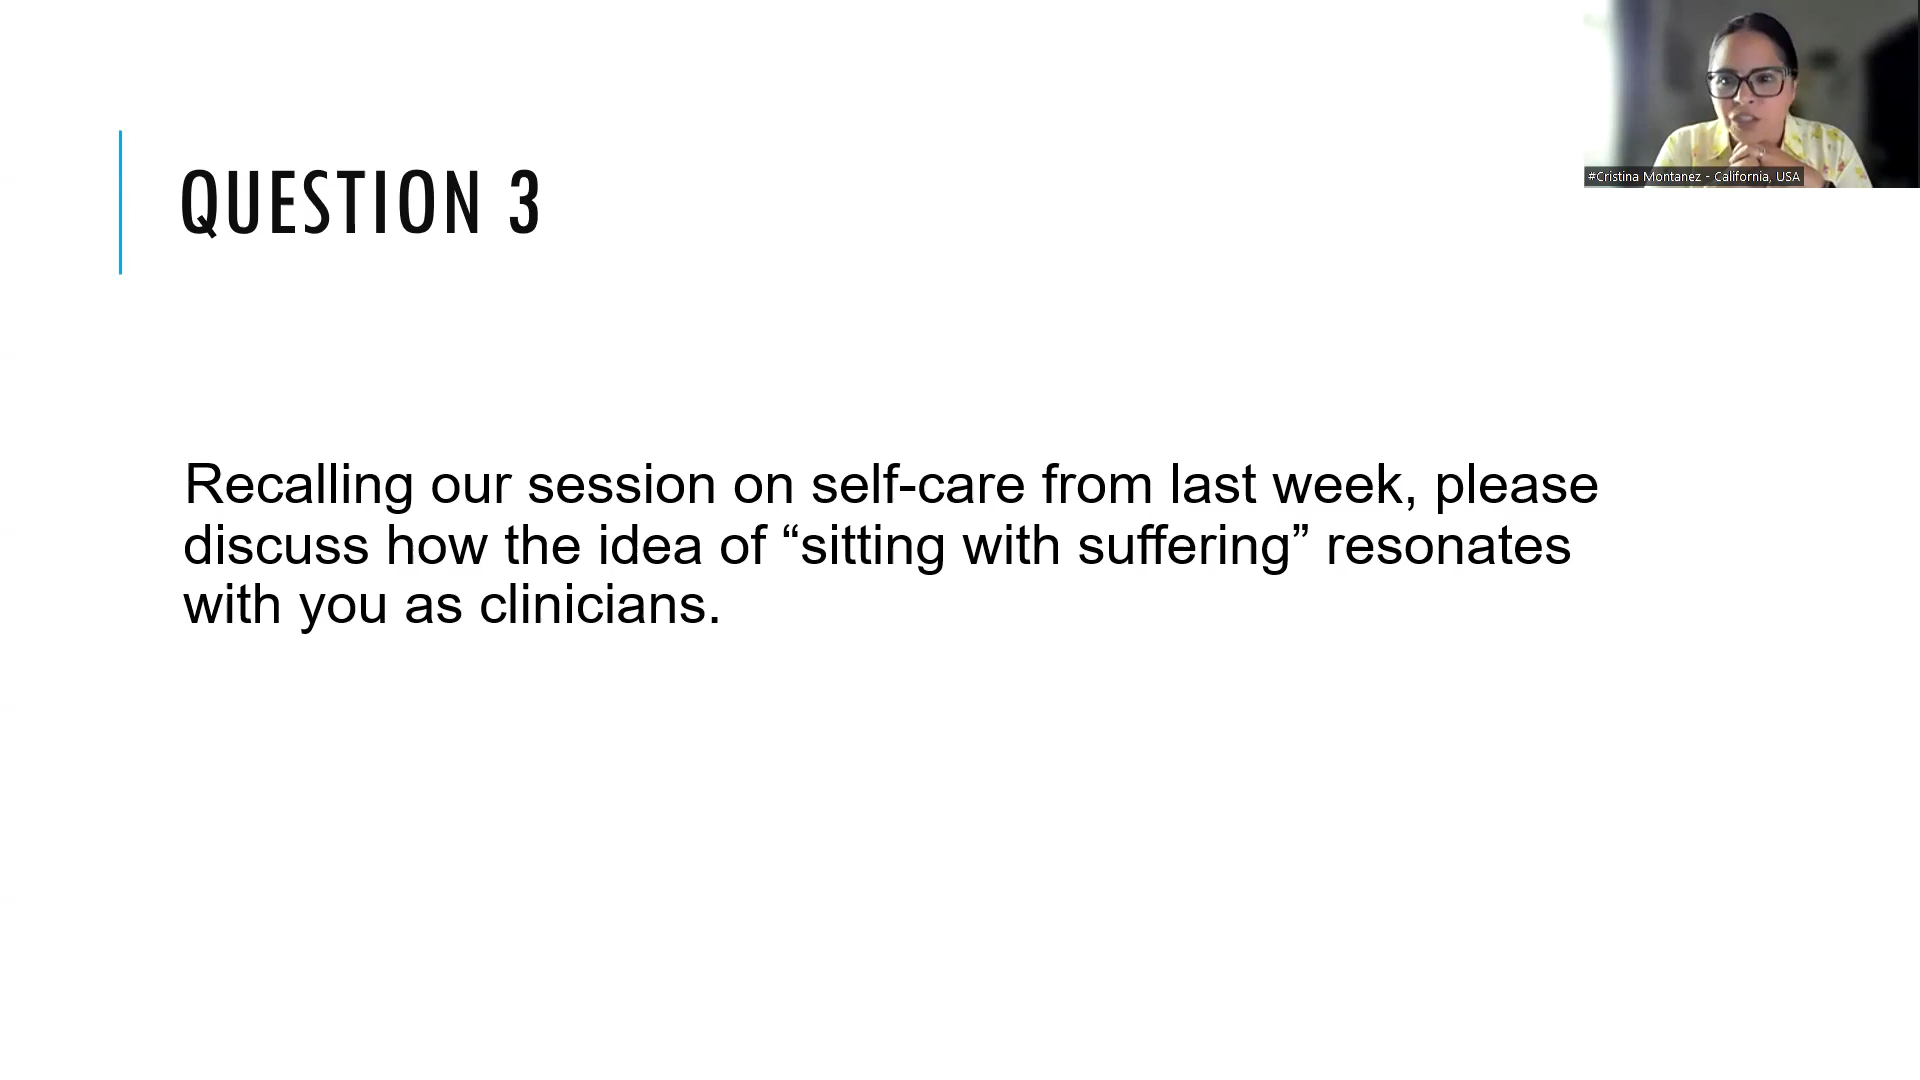 #Cristina Montanez - California, USA
QUESTION 3
Recalling our session on self-care from last week, please
discuss how the idea of “sitting with suffering” resonates
with you as clinicians.